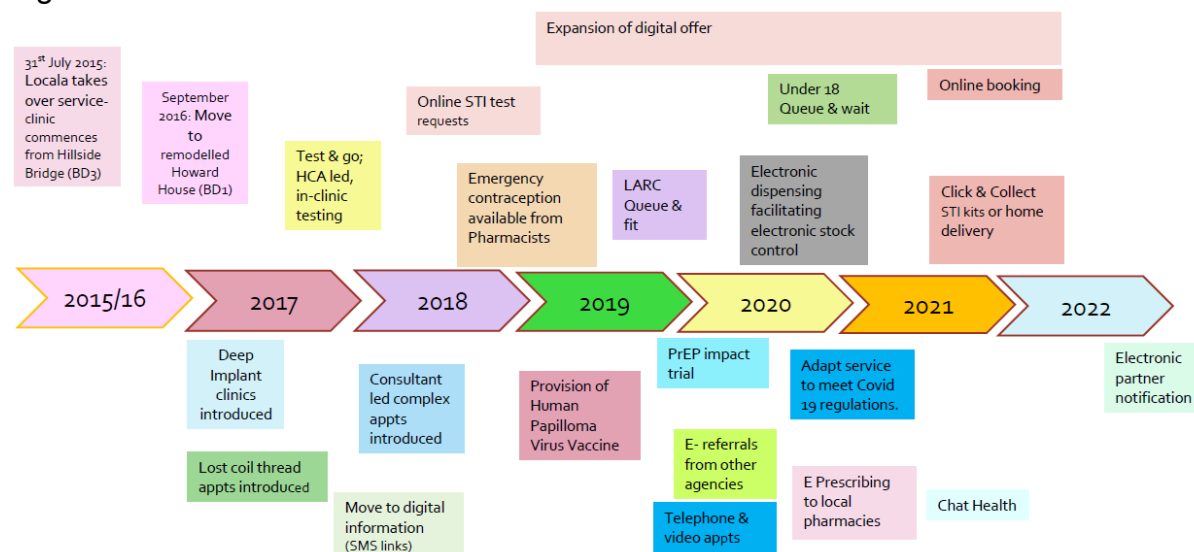 Expansion of digital offer
31st July 2015:
Locala takes
over service-
clinic
commences
from Hillside
Bridge (BD3)
September
2016: Move
to
remodelled
Howard
House (BD1)
Test & go;
HCA led,
in-clinic
testing
Online STI test
requests
Emergency
contraception
available from
Pharmacists
LARC
Queue &
fit
Under 18
Queue & wait
Electronic
dispensing
facilitating
electronic stock
control
Online booking
Click & Collect
STI kits or home
delivery
2015/16
2017
2018
2019
2020
2021
2022
Deep
Implant
clinics
introduced
Lost coil thread
appts introduced
Consultant
led complex
appts
introduced
Move to digital
information
(SMS links)
Provision of
Human
Papilloma
Virus Vaccine
PrEP impact
trial
E- referrals
from other
agencies
Telephone &
video appts
Adapt service
to meet Covid
19 regulations.
E Prescribing
to local
pharmacies
Chat Health
Electronic
partner
notification